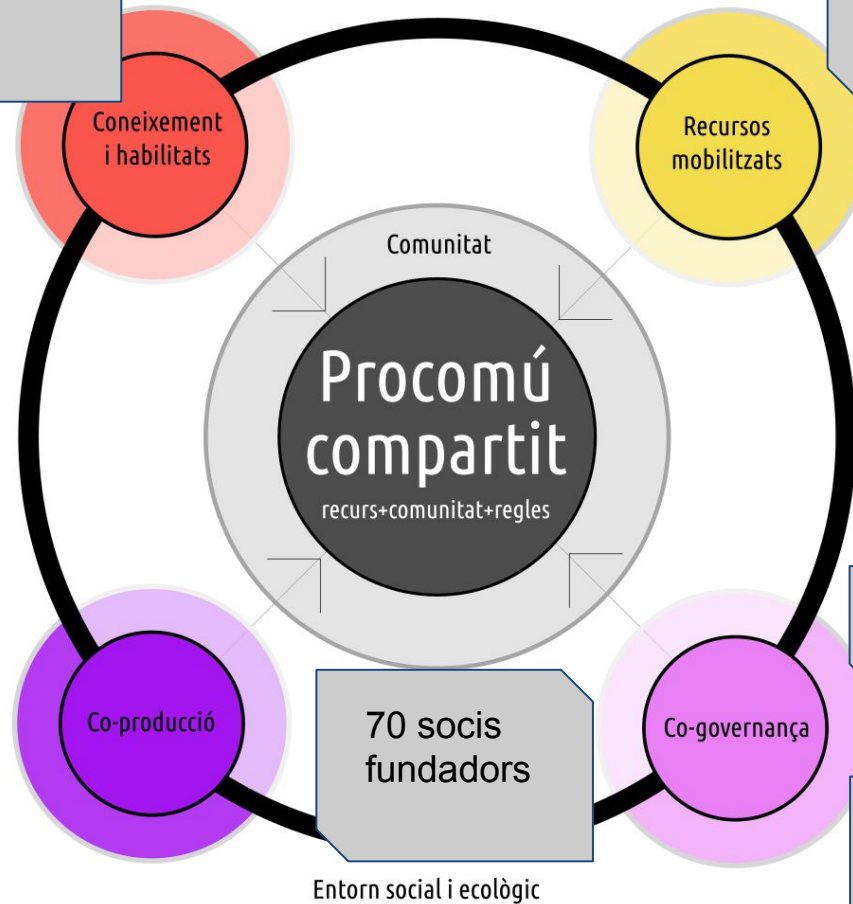 Coneixement
i habilitats
Recursos
mobilitzats
Comunitat
Procomú
compartit
recurs+comunitat+regles
Co-producció
70 socis
fundadors
Co-governança
Entorn social i ecològic